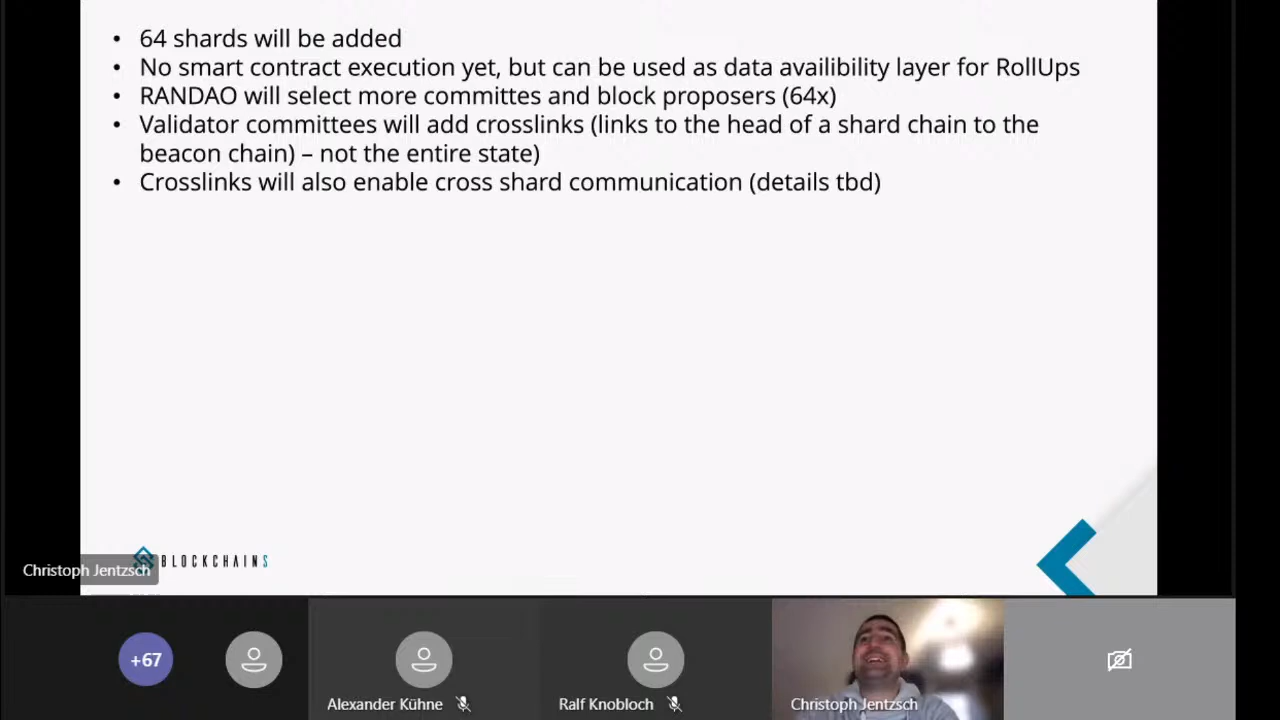 • 64 shards will be added
• No smart contract execution yet, but can be used as data availibility layer for RollUps
• RANDAO will select more committes and block proposers (64x)
• Validator committees will add crosslinks (links to the head of a shard chain to the
beacon chain) – not the entire state)
• Crosslinks will also enable cross shard communication (details tbd)
BLOCKCHAINS
Christoph Jentzsch
+67
Alexander Kühne
Ralf Knobloch
Christoph Jentzsch